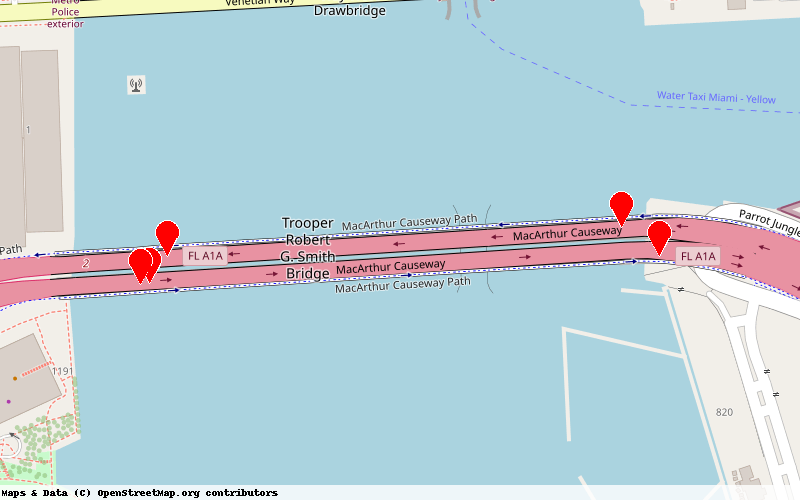 Metro
Police
exterior
Venetian Way
Drawbridge
Water Taxi Miami - Yellow
1
Trooper
Robert
G. Smith
Bridge
MacArthur Causeway Path
MacArthur Causeway
Parrot Jungle
Path
2
FL A1A
FL A1A
MacArthur Causeway
MacArthur Causeway Path
1191
820
Maps & Data (C) OpenStreetMap.org contributors